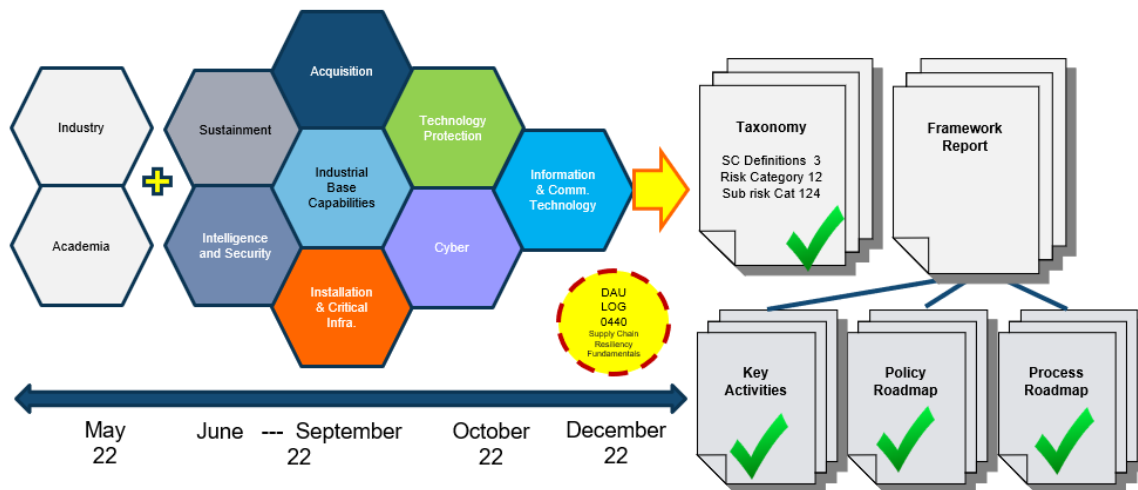 Industry
Academia
Sustainment
Intelligence
and Security
Acquisition
Industrial
Base
Capabilities
Installation
& Critical
Infra.
Technology
Protection
Cyber
Information
& Comm.
Technology
DAU
LOG
0440
Supply Chain
Resiliency
Fundamentals
Taxonomy
SC Definitions 3
Risk Category 12
Sub risk Cat 124
Framework
Report
Key
Activities
Policy
Roadmap
Process
Roadmap
May
22
June --- September
22
October
22
December
22